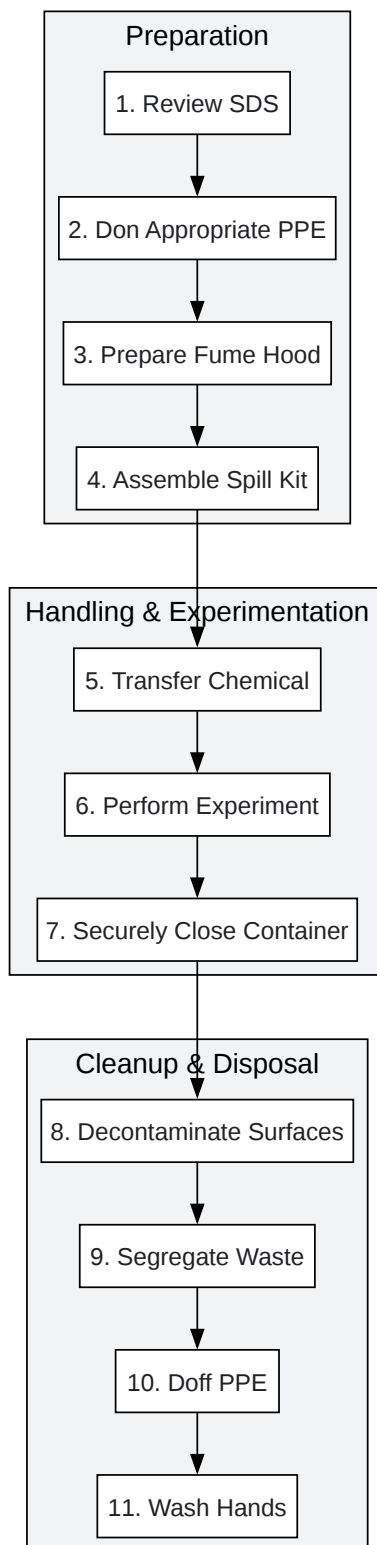 Preparation
1. Review SDS
2. Don Appropriate PPE
3. Prepare Fume Hood
4. Assemble Spill Kit
Handling & Experimentation
5. Transfer Chemical
6. Perform Experiment
7. Securely Close Container
Cleanup & Disposal
8. Decontaminate Surfaces
9. Segregate Waste
10. Doff PPE
11. Wash Hands